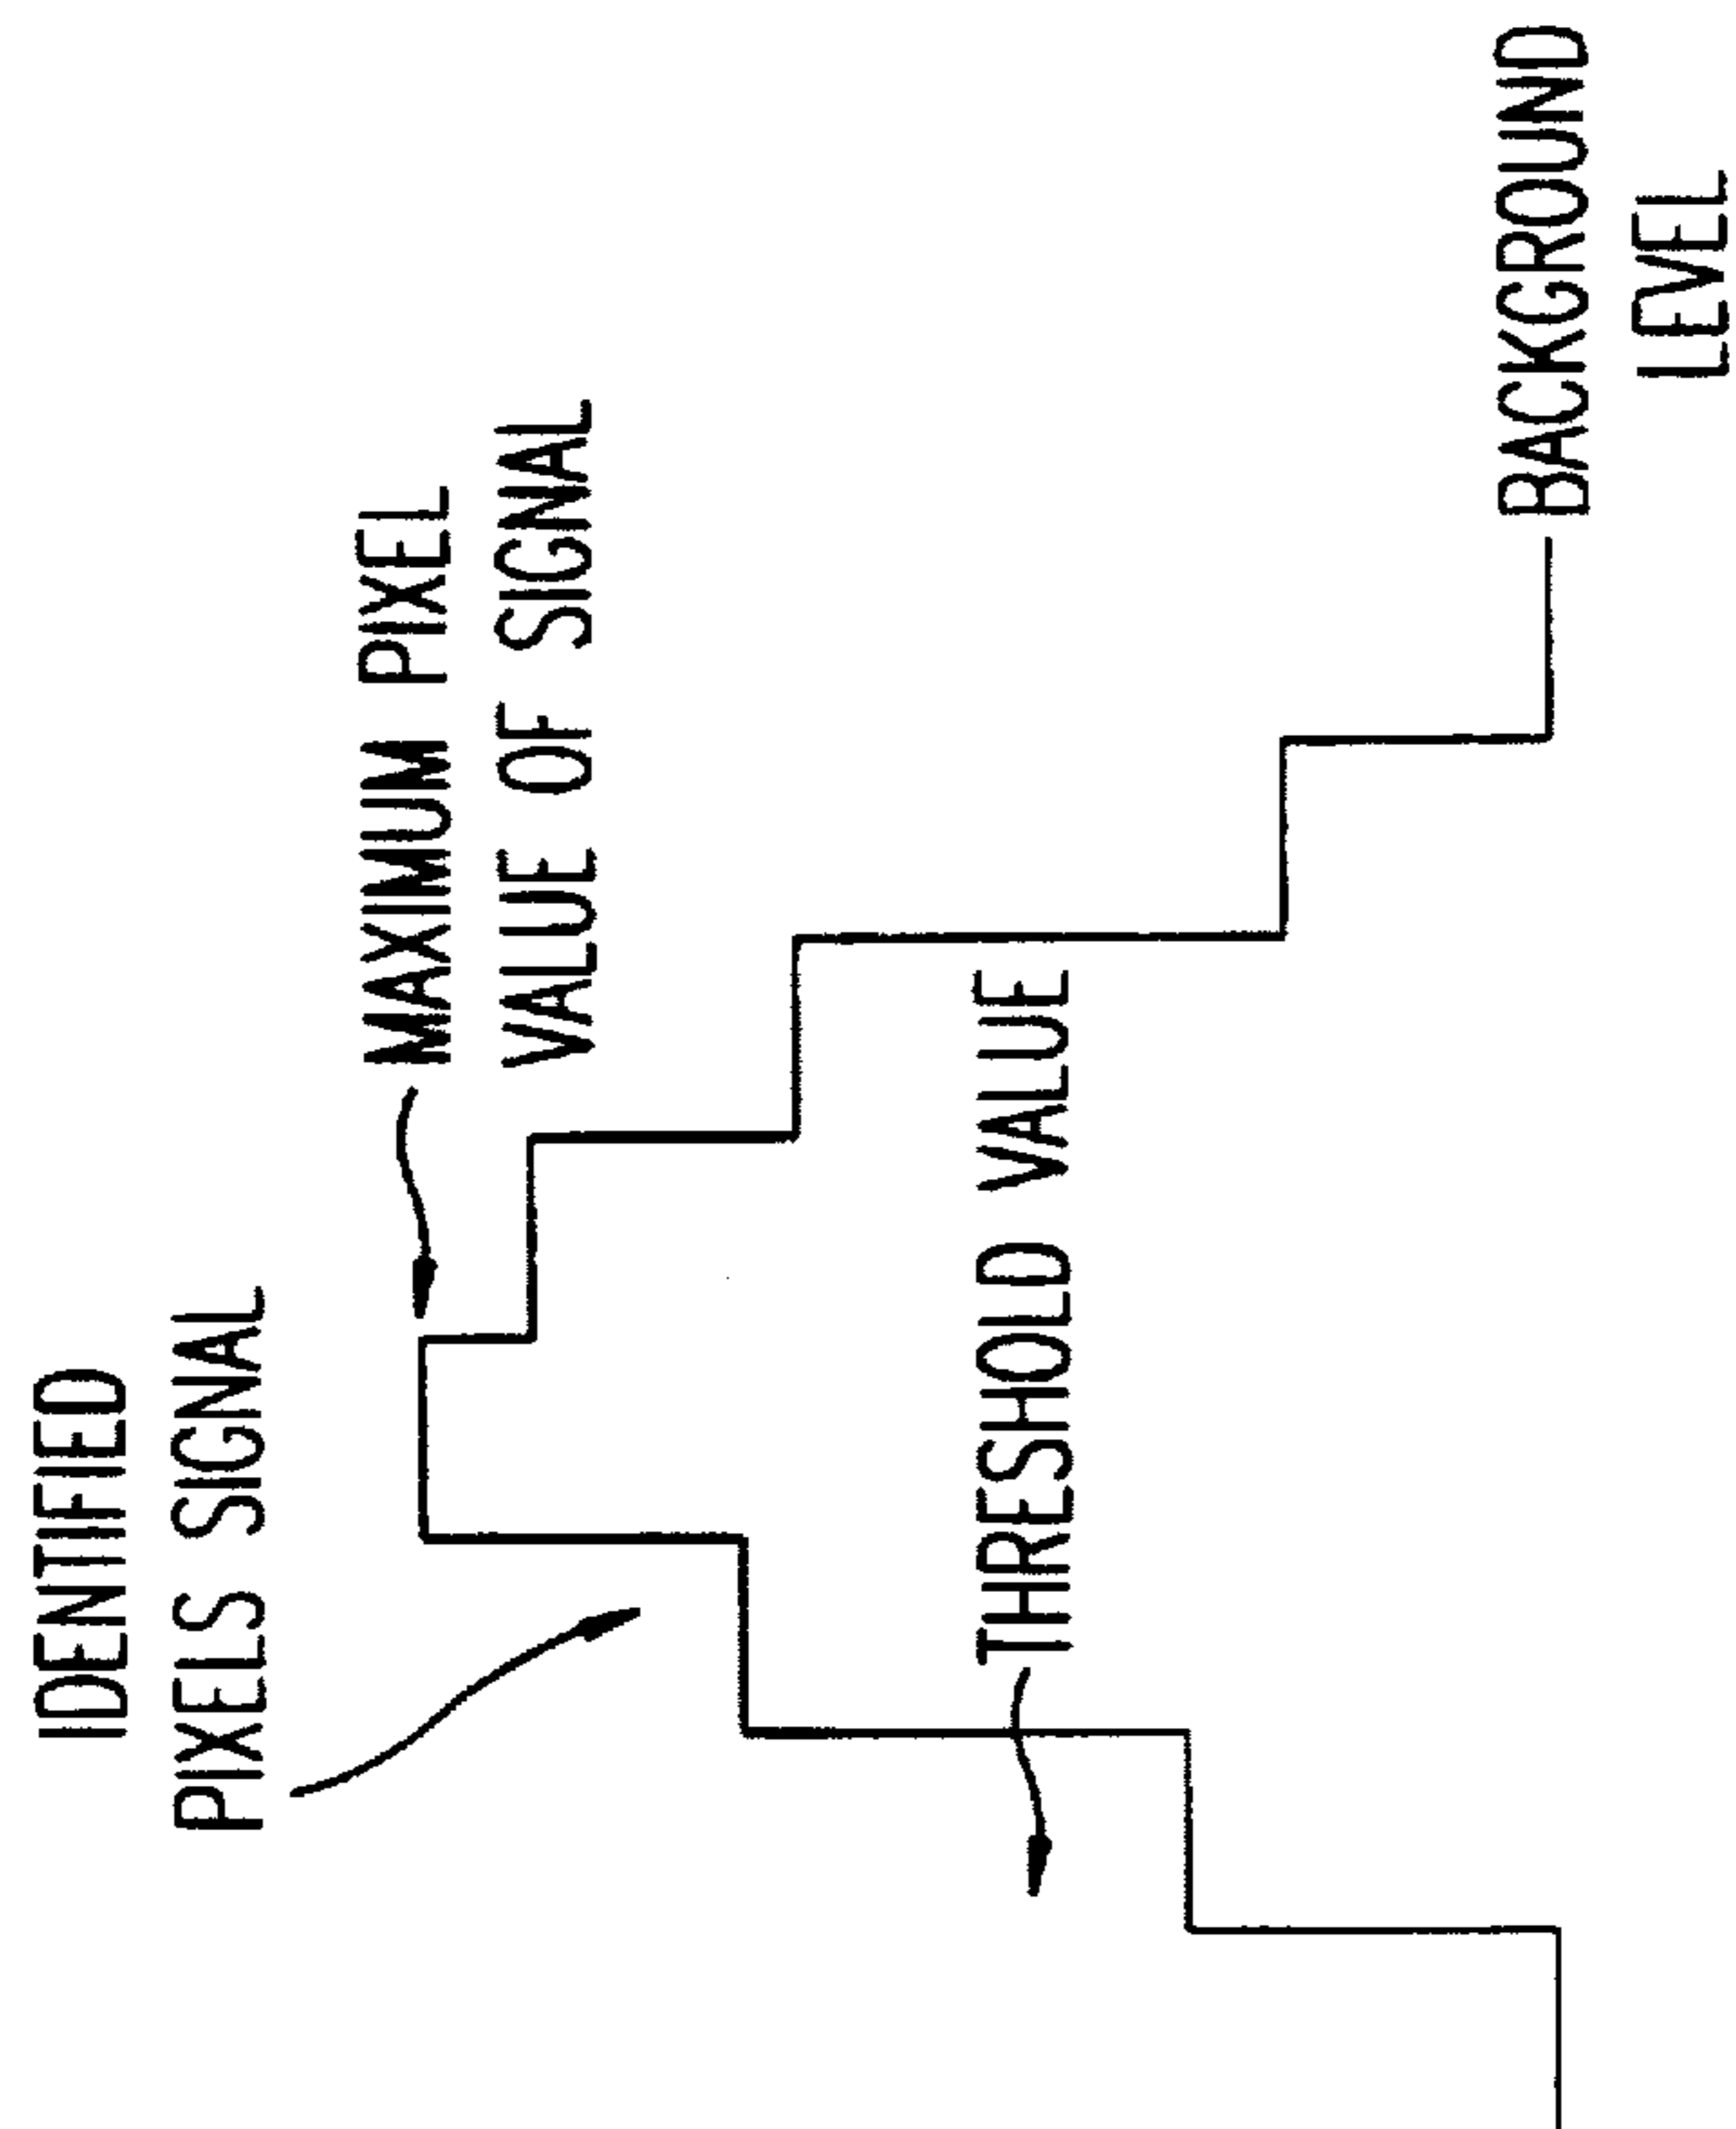 IDENTIFIED
PIXELS SIGNAL
MAXIMUM PIXEL
VALUE OF SIGNAL
THRESHOLD VALUE
BACKGROUND
LEVEL